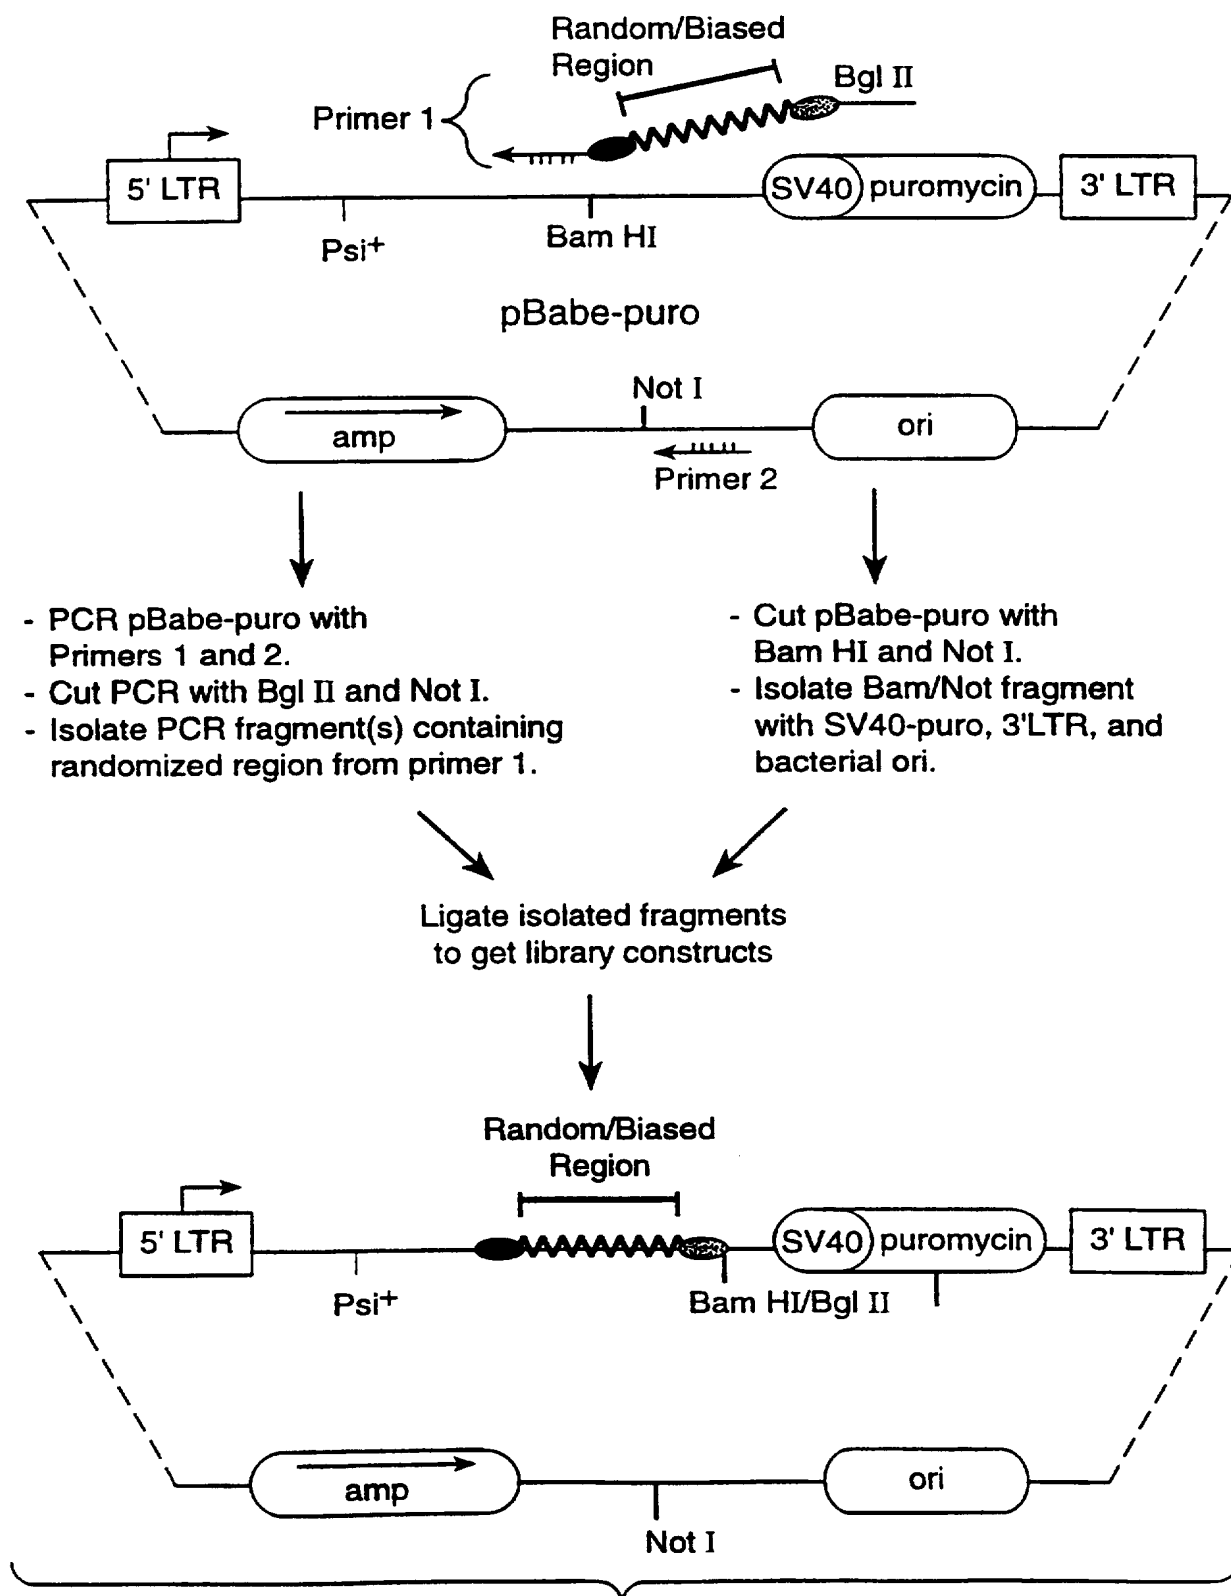 Random/Biased
Region
Bgl II
Primer 1
5' LTR
SV40
puromycin
3' LTR
Psi+
Bam HI
pBabe-puro
Not I
amp
ori
Primer 2
- PCR pBabe-puro with
Primers 1 and 2.
- Cut PCR with Bgl II and Not I.
- Isolate PCR fragment(s) containing
randomized region from primer 1.
- Cut pBabe-puro with
Bam HI and Not I.
- Isolate Bam/Not fragment
with SV40-puro, 3'LTR, and
bacterial ori.
Ligate isolated fragments
to get library constructs
Random/Biased
Region
5' LTR
SV40
puromycin
3' LTR
Psi+
Bam HI/Bgl II
amp
ori
Not I